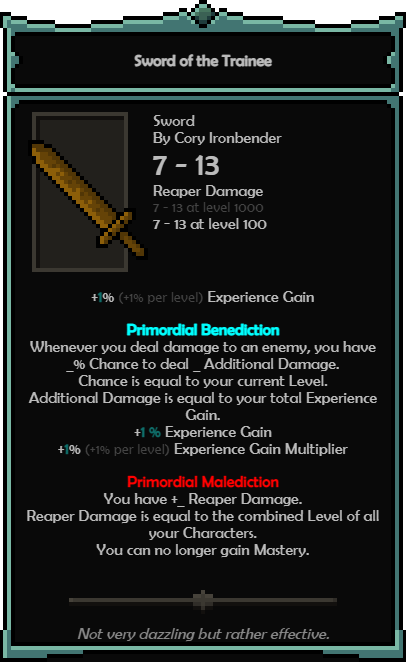 Sword of the Trainee
Sword
By Cory Ironbender
7 - 13
Reaper Damage
7 - 13 at level 1000
7 - 13 at level 100
+1% (+1% per level) Experience Gain
Primordial Benediction
Whenever you deal damage to an enemy, you have
_% Chance to deal _ Additional Damage.
Chance is equal to your current Level.
Additional Damage is equal to your total Experience
Gain.
+1 % Experience Gain
+1% (+1% per level) Experience Gain Multiplier
Primordial Malediction
You have +_ Reaper Damage.
Reaper Damage is equal to the combined Level of all
your Characters.
You can no longer gain Mastery.
Not very dazzling but rather effective.